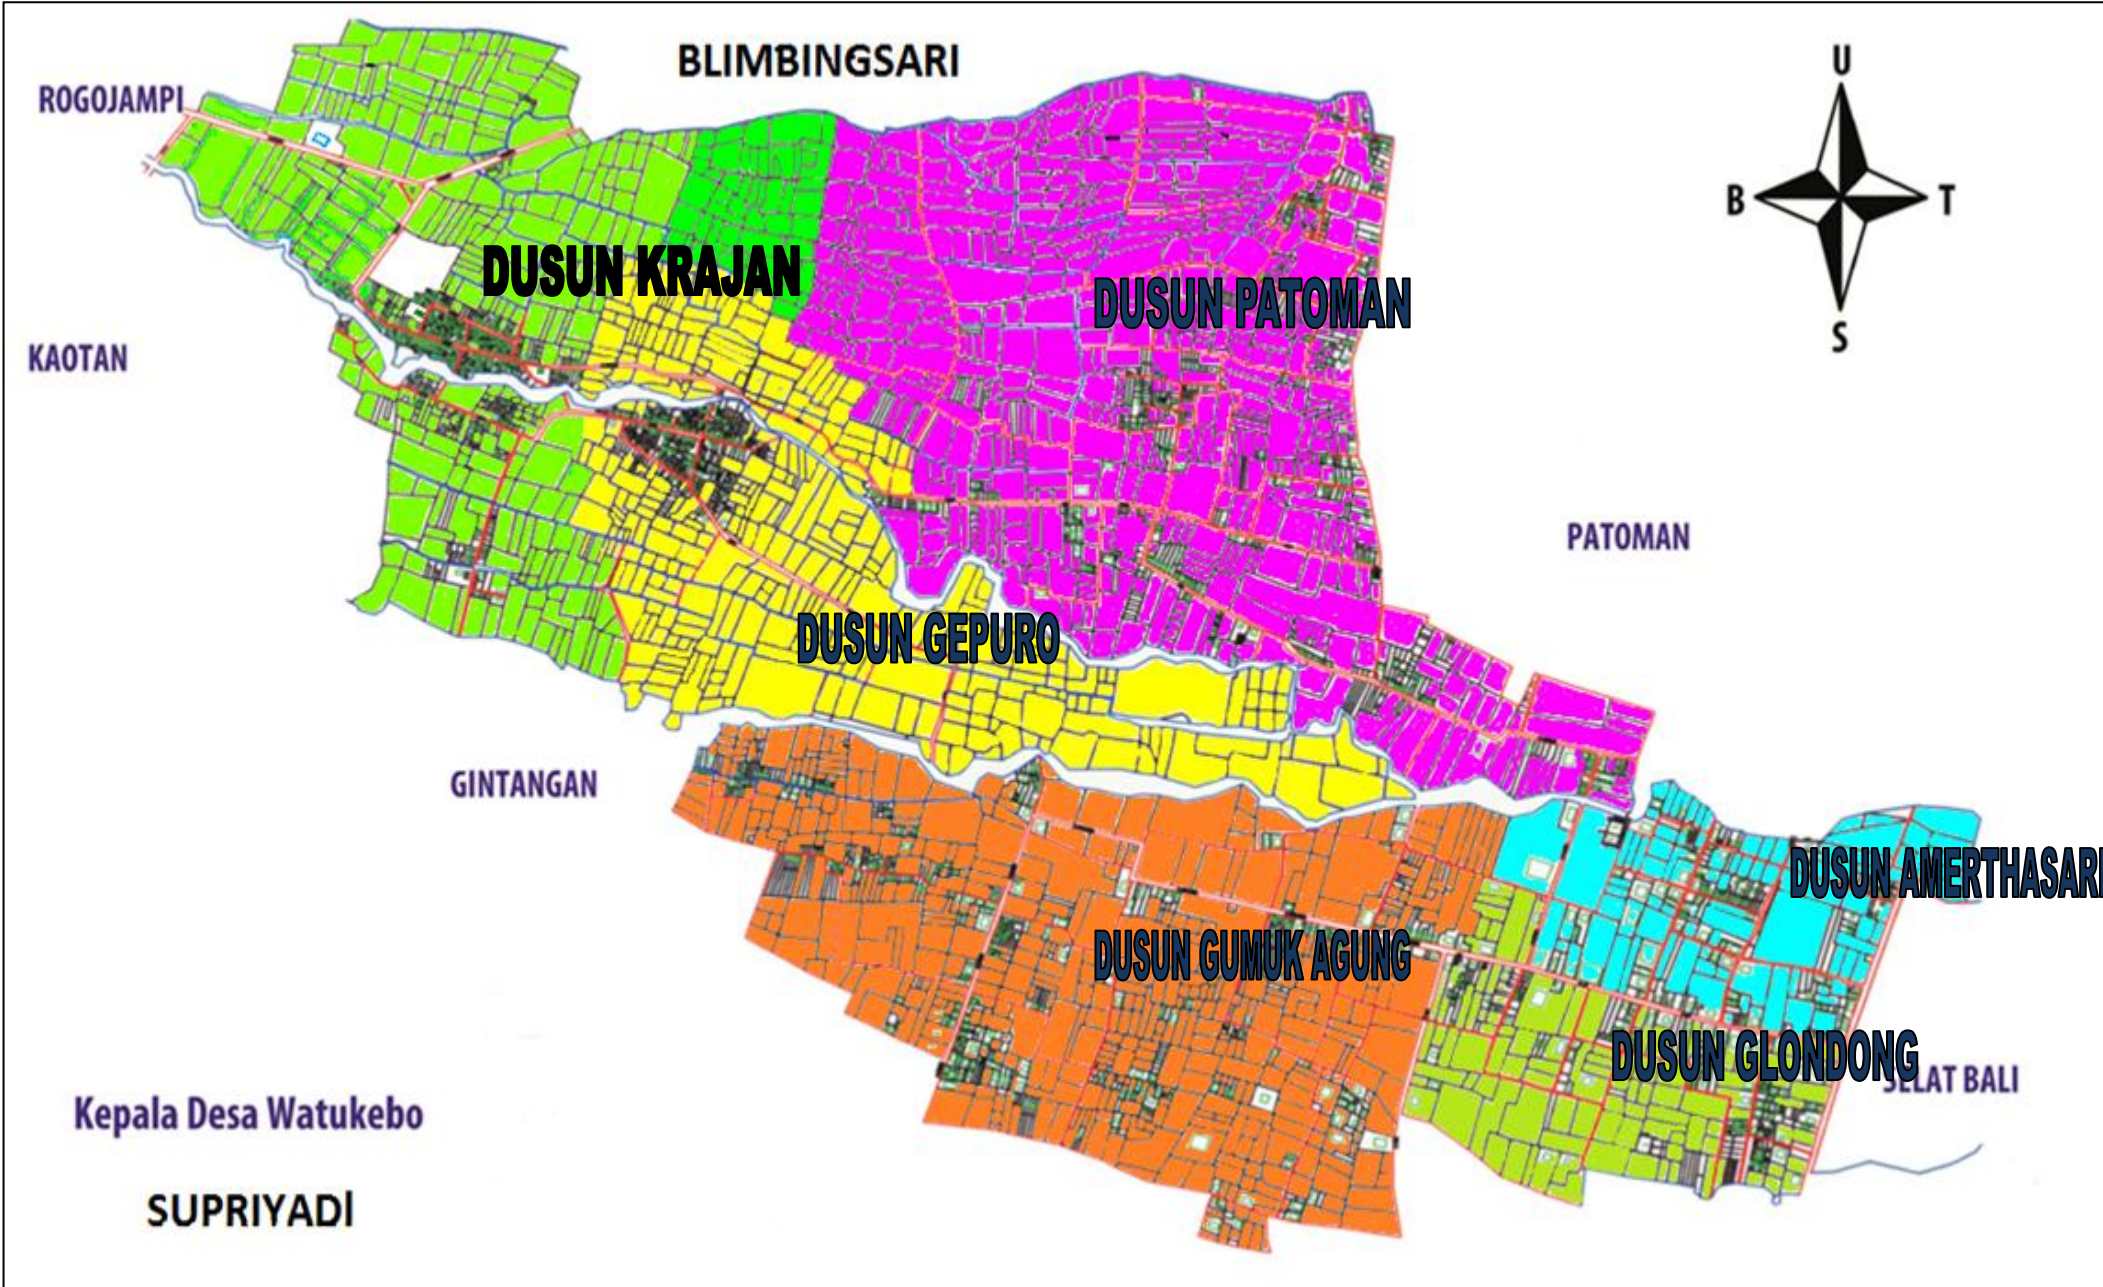 BLIMBINGSARI
U
ROGOJAMPI
B
T
DUSUN KRAJAN
DUSUN PATOMAN
S
KAOTAN
PATOMAN
DUSUN GEPURO
GINTANGAN
DUSUN AMERTHASARI
DUSUN GUMUK AGUNG
DUSUN GLONDONG
SELAT BALI
Kepala Desa Watukebo
SUPRIYADI